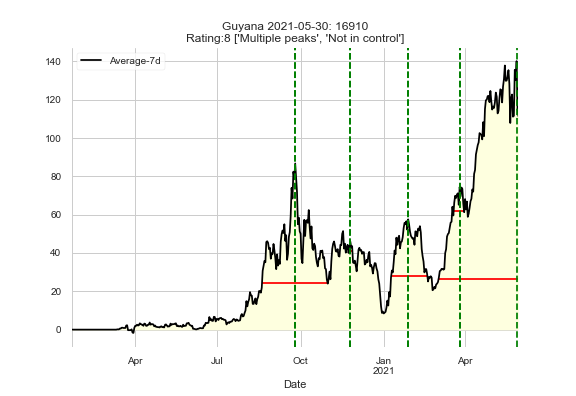 Guyana 2021-05-30: 16910
Rating:8 ['Multiple peaks', 'Not in control']
Average-7d
140
120
100
80
60
40
20
0
Apr
Jul
Oct
Jan
2021
Apr
Date